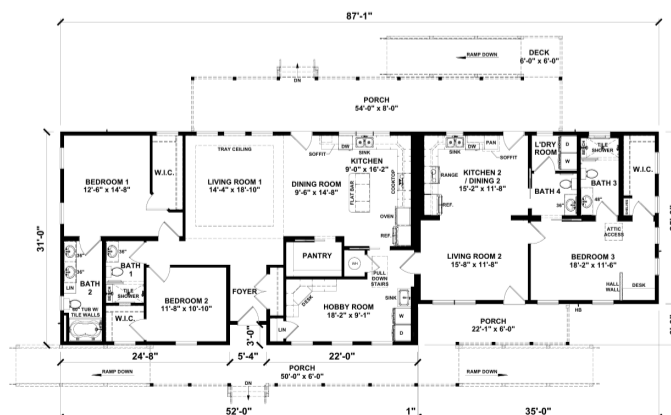 87'-1"
DECK
6'-0" x 6'-0"
RAMP DOWN
DN
PORCH
54'-0" x 8'-0"
31'-0"
TRAY CEILING
SOFFIT
DW
SINK
KITCHEN
9'-0" x 16'-2"
BEDROOM 1
12'-6" x 14'-8"
W.I.C.
LIVING ROOM 1
14'-4" x 18'-10"
DINING ROOM
9'-6" x 14'-8"
FLAT BAR
COOKTOP
OVEN
REF.
SINK
DW
PAN
SOFFIT
RANGE
REF.
KITCHEN 2
/ DINING 2
15'-2" x 11'-8"
L'DRY
ROOM
D
W
TILE
SHOWER
BATH 4
36"
BATH 3
48"
W.I.C.
ATTIC
ACCESS
36"
36"
LIN
BATH
2
60" TUB W/
TILE WALLS
BATH
1
TILE
SHOWER
W.I.C.
BEDROOM 2
11'-8" x 10'-10"
FOYER
PANTRY
WH
PULL
DOWN
STAIRS
DESK
HOBBY ROOM
18'-2" x 9'-1"
LIN
SINK
W
D
LIVING ROOM 2
15'-8" x 11'-8"
BEDROOM 3
18'-2" x 11'-6"
HALL
WALL
DESK
HB
PORCH
22'-1" x 6'-0"
24'-8"
5'-4"
3'-0"
22'-0"
RAMP DOWN
DN
PORCH
50'-0" x 6'-0"
RAMP DOWN
52'-0"
1"
35'-0"